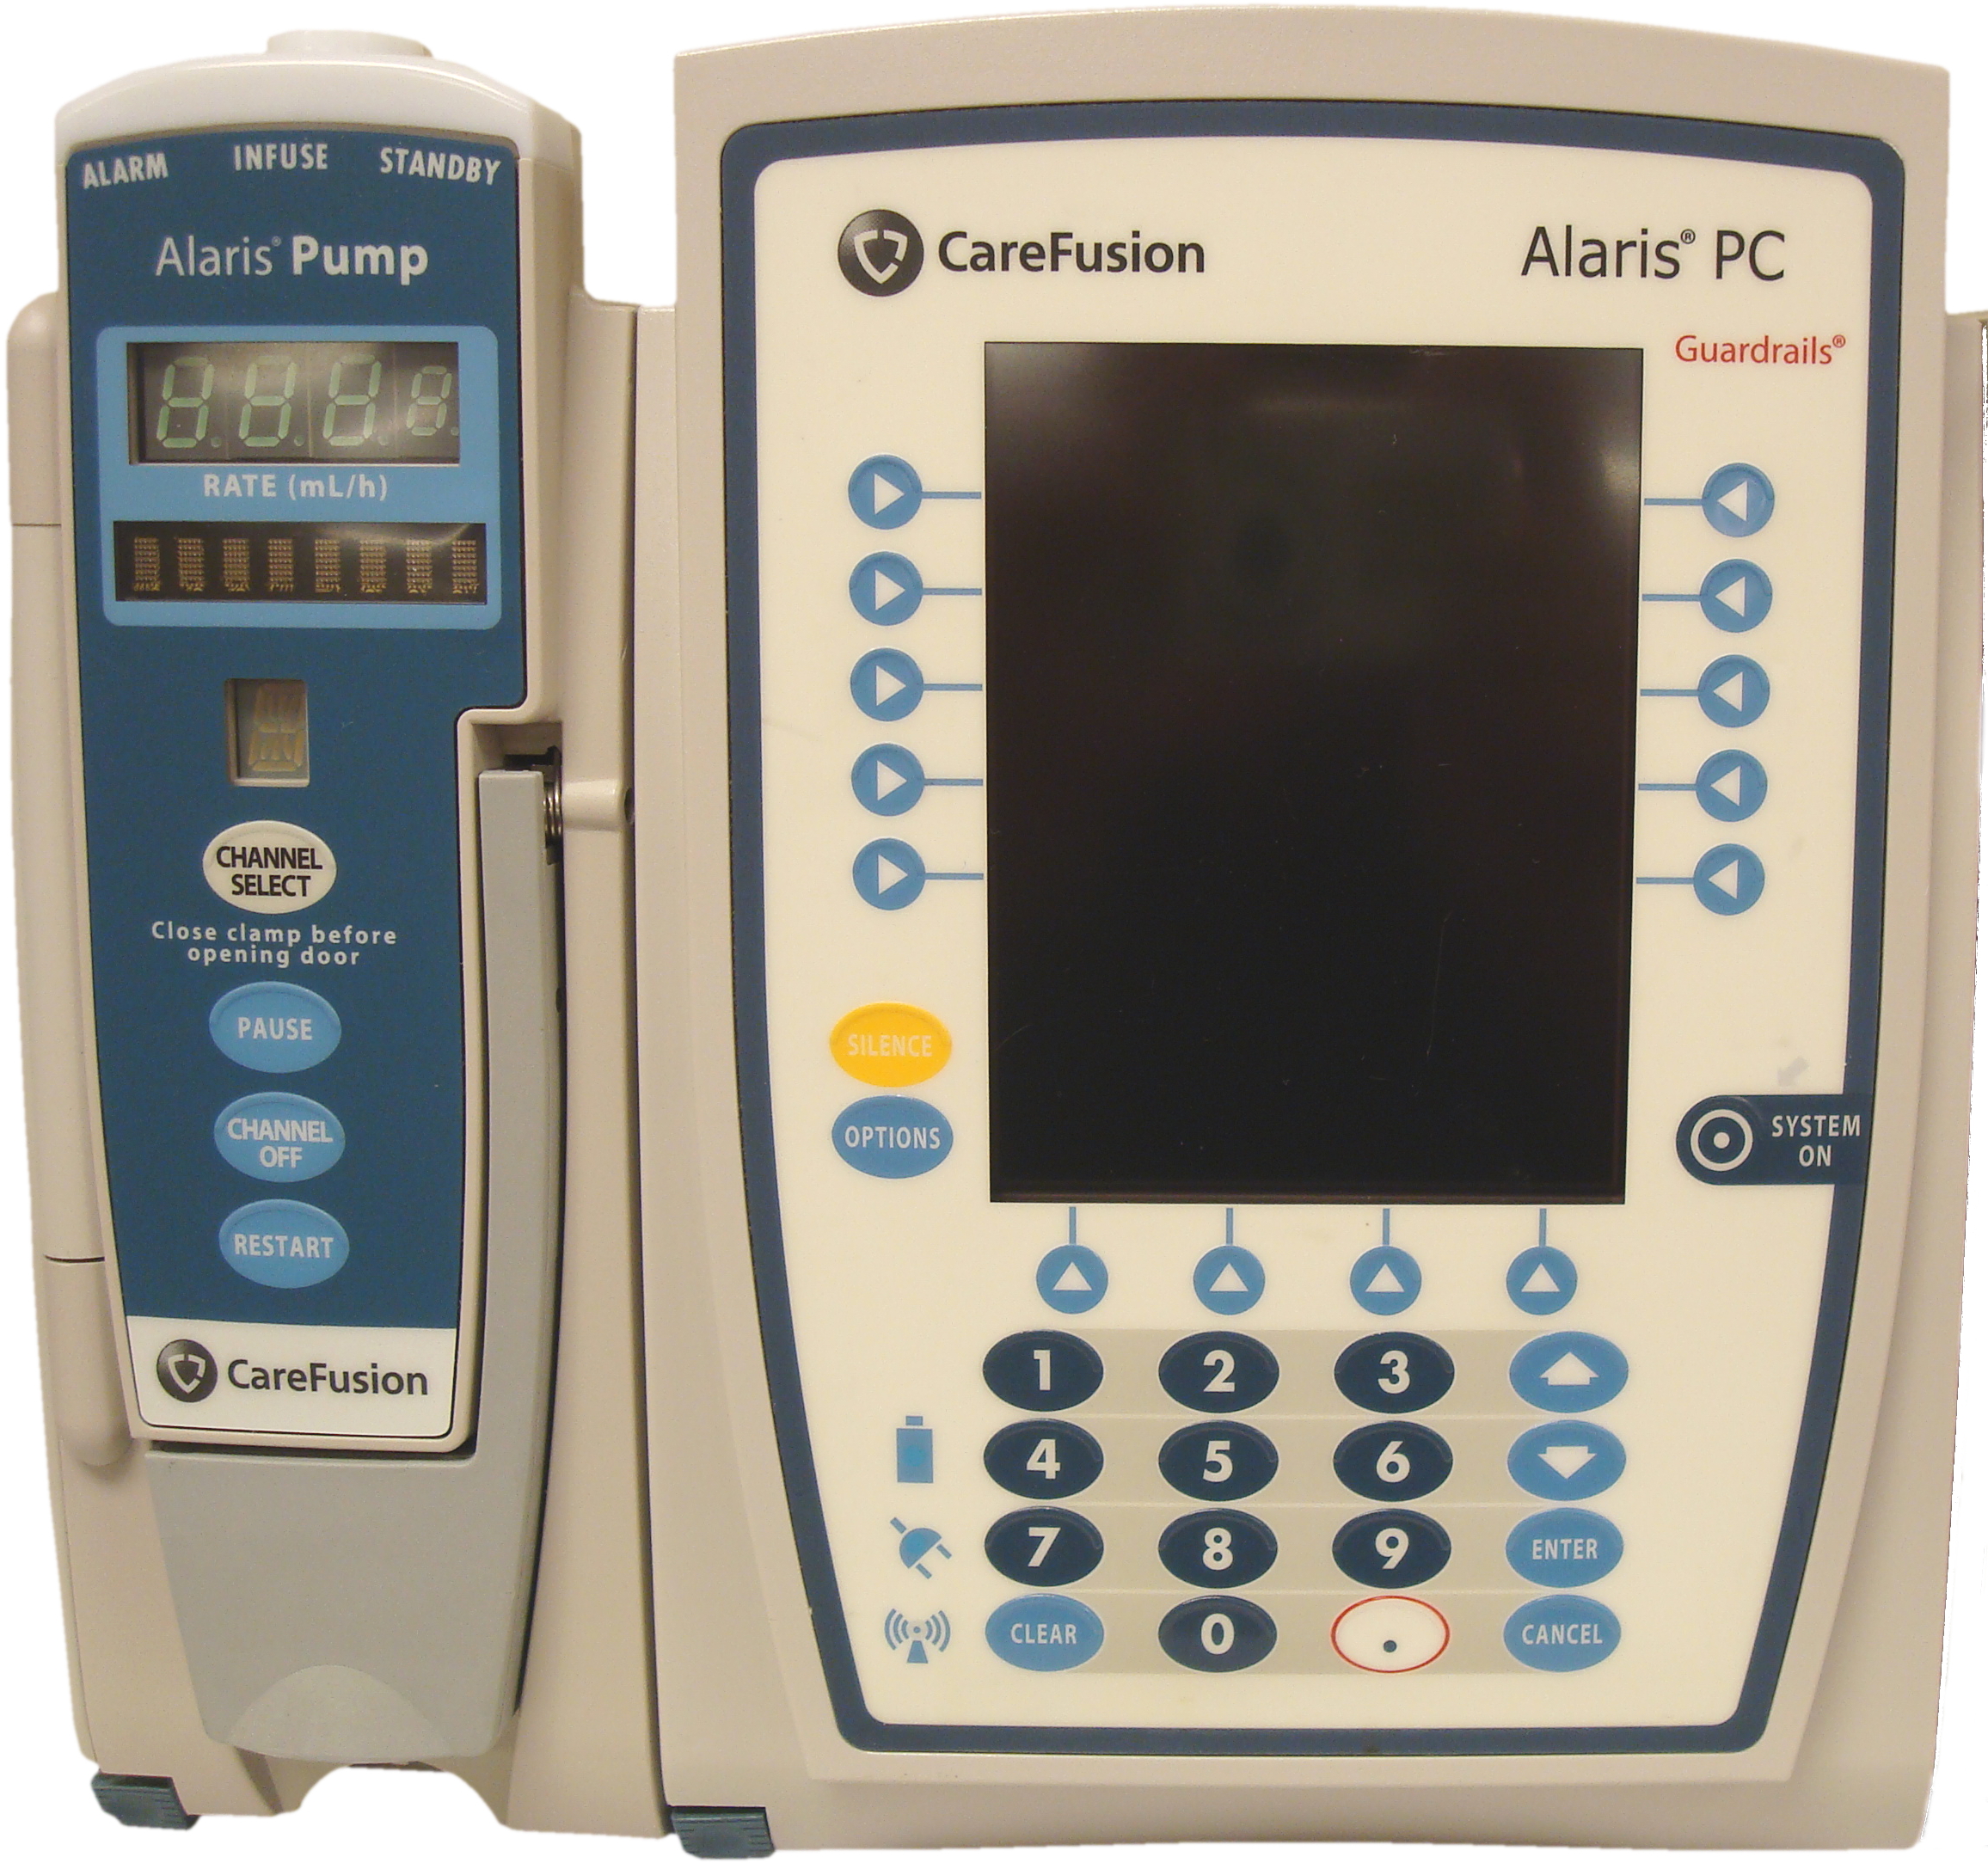 ALARM INFUSE STANDBY
Alaris® Pump
RATE (mL/h)
CHANNEL
SELECT
Close clamp before
opening door
PAUSE
CHANNEL
OFF
RESTART
CareFusion
CareFusion
Alaris® PC
Guardrails®
SILENCE
OPTIONS
SYSTEM
ON
1 2 3
4 5 6
7 8 9 ENTER
CLEAR 0 . CANCEL